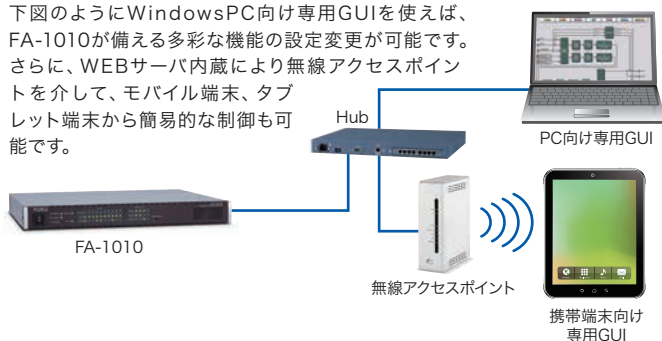 下図のようにWindowsPC向け専用GUIを使えば、
FA-1010が備える多彩な機能の設定変更が可能です。
さらに、WEBサーバ内蔵により無線アクセスポイン
トを介して、モバイル端末、タブ
レット端末から簡易的な制御も可
能です。
Hub
PC向け専用GUI
FA-1010
無線アクセスポイント
携帯端末向け
専用GUI